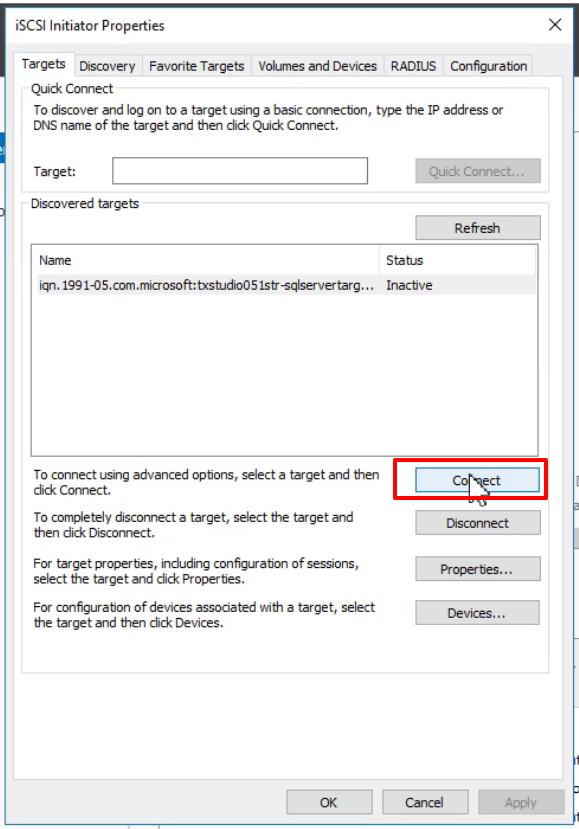 iSCSI Initiator Properties
Targets Discovery Favorite Targets Volumes and Devices RADIUS Configuration
Quick Connect
To discover and log on to a target using a basic connection, type the IP address or
DNS name of the target and then click Quick Connect.
Target:
Quick Connect...
Discovered targets
Refresh
Name Status
iqn.1991-05.com.microsoft:txstudio051str-sqlservertarg... Inactive
To connect using advanced options, select a target and then
click Connect.
Connect
To completely disconnect a target, select the target and
then click Disconnect.
Disconnect
For target properties, including configuration of sessions,
select the target and click Properties.
Properties...
For configuration of devices associated with a target, select
the target and then click Devices.
Devices...
OK Cancel Apply